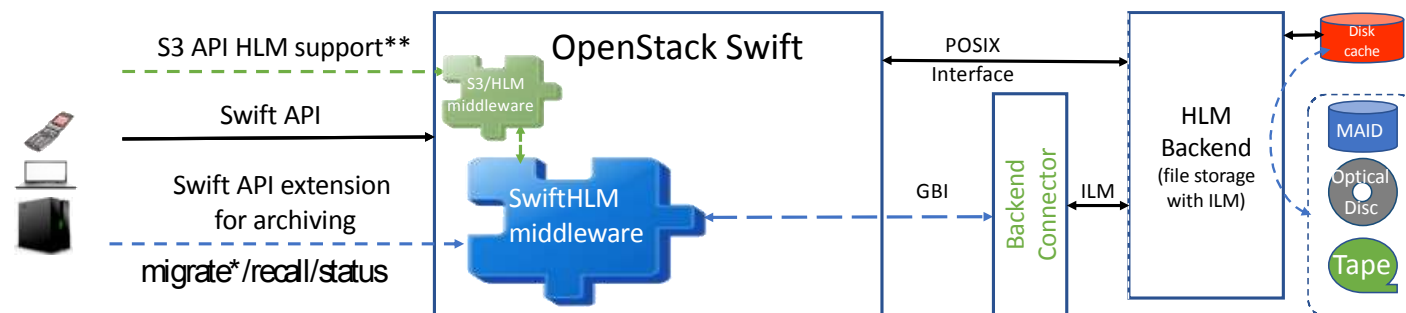 S3 API HLM support**
Swift API
Swift API extension
for archiving
migrate*/recall/status
OpenStack Swift
S3/HLM
middleware
SwiftHLM
middleware
POSIX
Interface
GBI
Backend
Connector
ILM
HLM
Backend
(file storage
with ILM)
Disk
cache
MAID
Optical
Disc
Tape